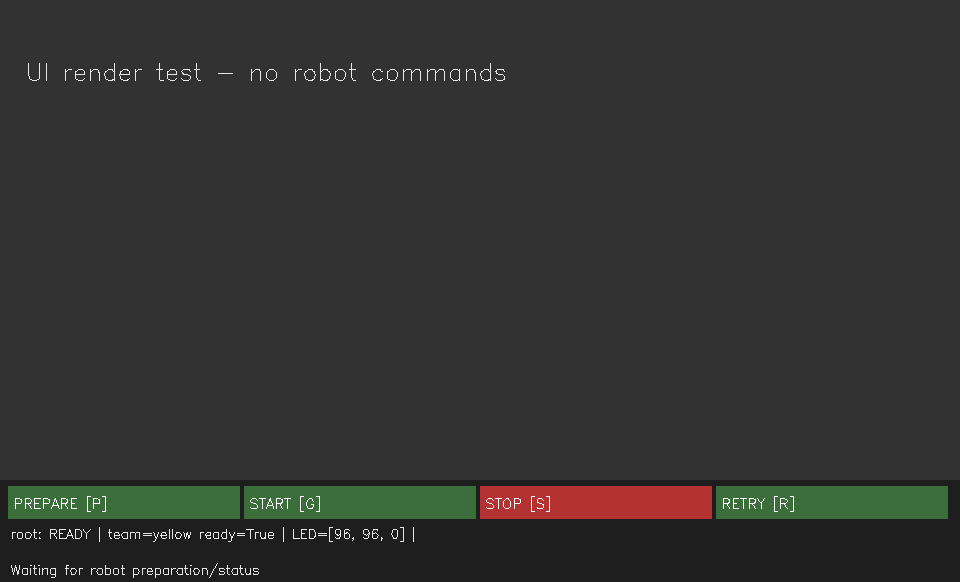 UI render test - no robot commands
PREPARE [P]
START [G]
STOP [S]
RETRY [R]
root: READY | team=yellow ready=True | LED=[96, 96, 0] |
Waiting for robot preparation/status